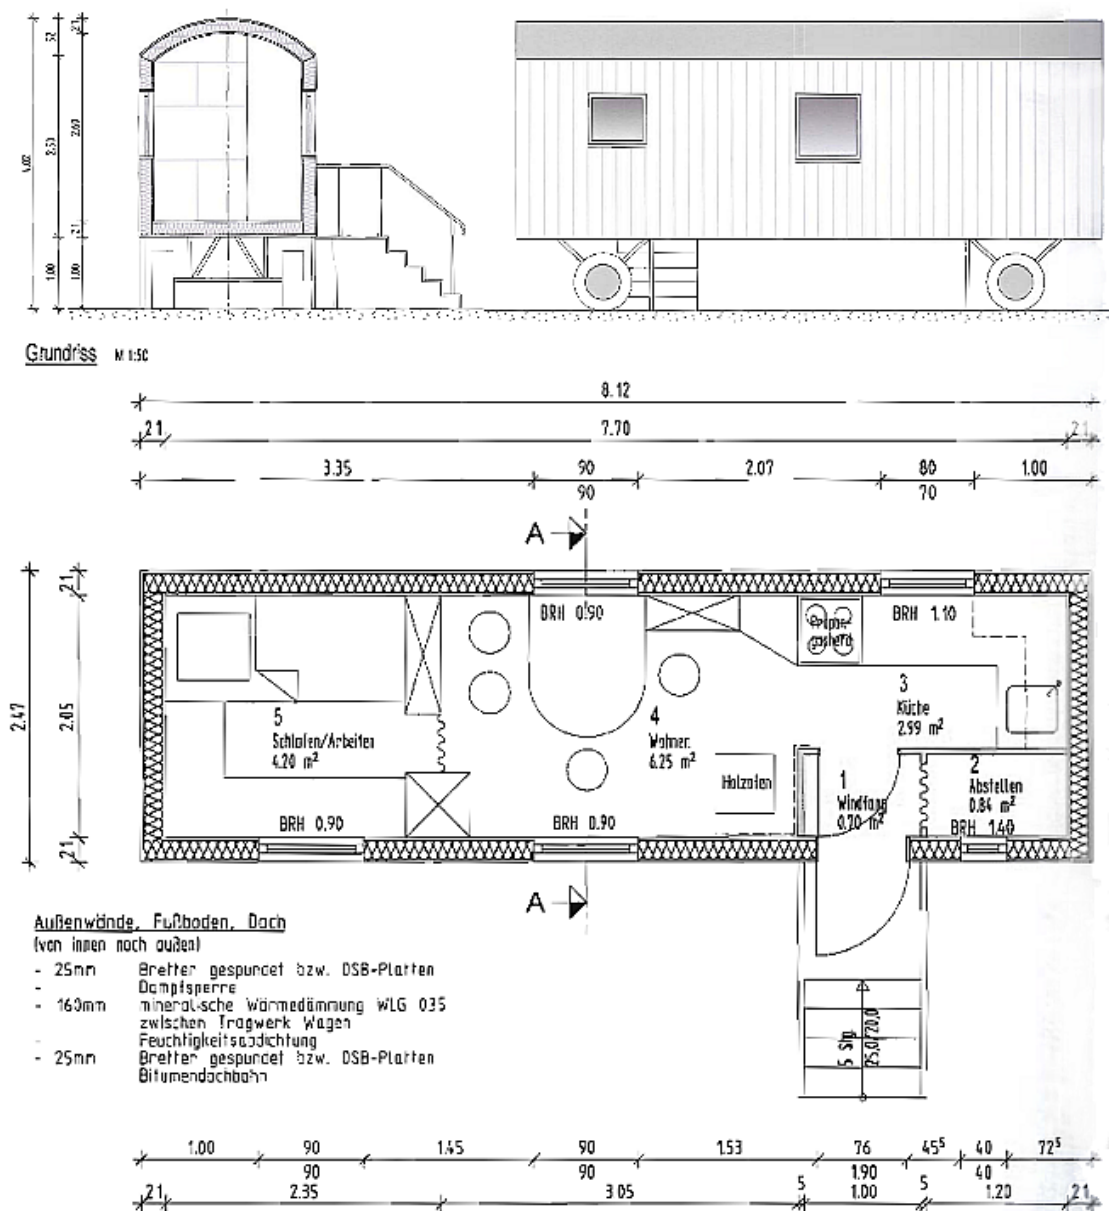 21
52
21
4.02
2.53
2.60
21
1.00
1.00
Grundriss M 1:50
8.12
21 7.70 21
3.35 90 2.07 80 1.00
90 70
A
21
2.05
2.47
21
BRH 0.90
BRH 1.10
3
Küche
2.99 m²
5
Schlafen/Arbeiten
4.20 m²
4
Wohnen
6.25 m²
Holzofen
1
Windfang
0.70 m²
2
Abstellen
0.84 m²
BRH 0.90
BRH 0.90
BRH 1.40
A
Außenwände, Fußboden, Dach
(von innen nach außen)
- 25mm Bretter gespundet bzw. OSB-Platten
- Dampfsperre
- 160mm mineralische Wärmedämmung WLG 035
zwischen Tragwerk Wagen
- Feuchtigkeitsabdichtung
- 25mm Bretter gespundet bzw. OSB-Platten
Bitumendachbahn
5 Stg.
25,0/20,0
1.00 90 1.45 90 1.53 76 45⁵ 40 72⁵
90 90 1.90 40
21 2.35 3.05 5 1.00 5 1.20 21